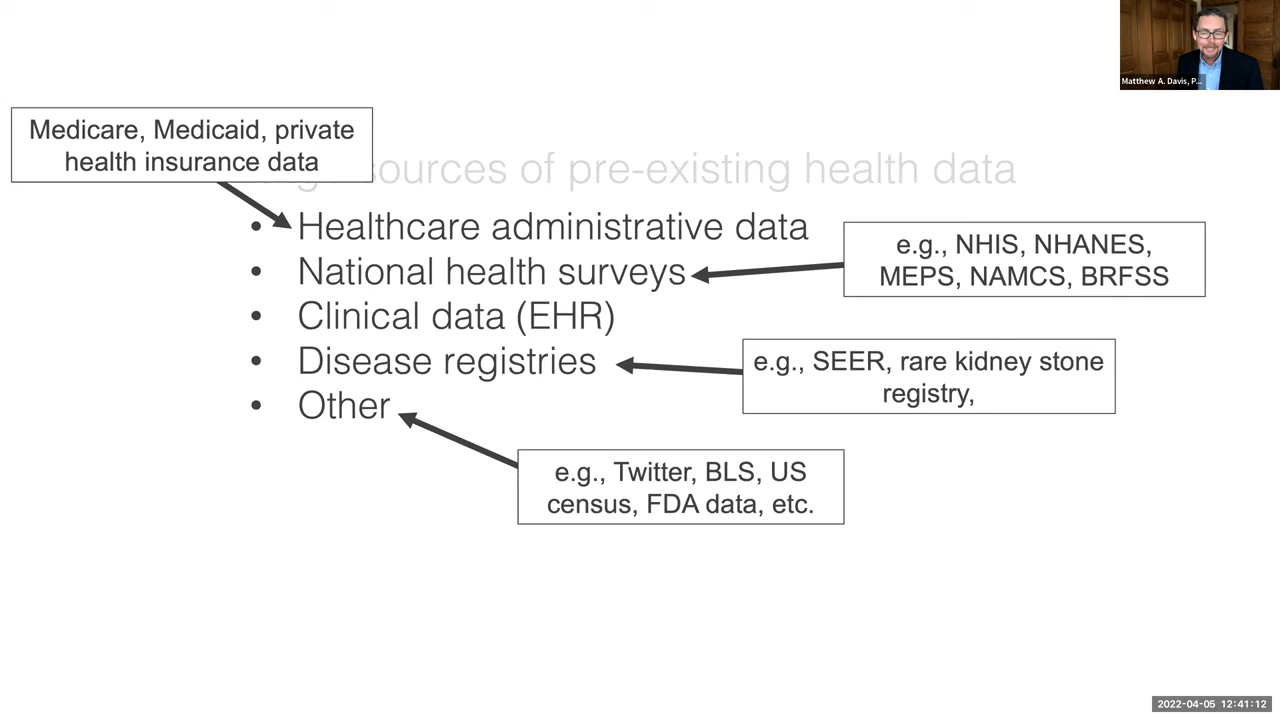 Matthew A. Davis, P...
Medicare, Medicaid, private
health insurance data
sources of pre-existing health data
• Healthcare administrative data
• National health surveys
• Clinical data (EHR)
• Disease registries
• Other
e.g., NHIS, NHANES,
MEPS, NAMCS, BRFSS
e.g., SEER, rare kidney stone
registry,
e.g., Twitter, BLS, US
census, FDA data, etc.
2022-04-05 12:41:12